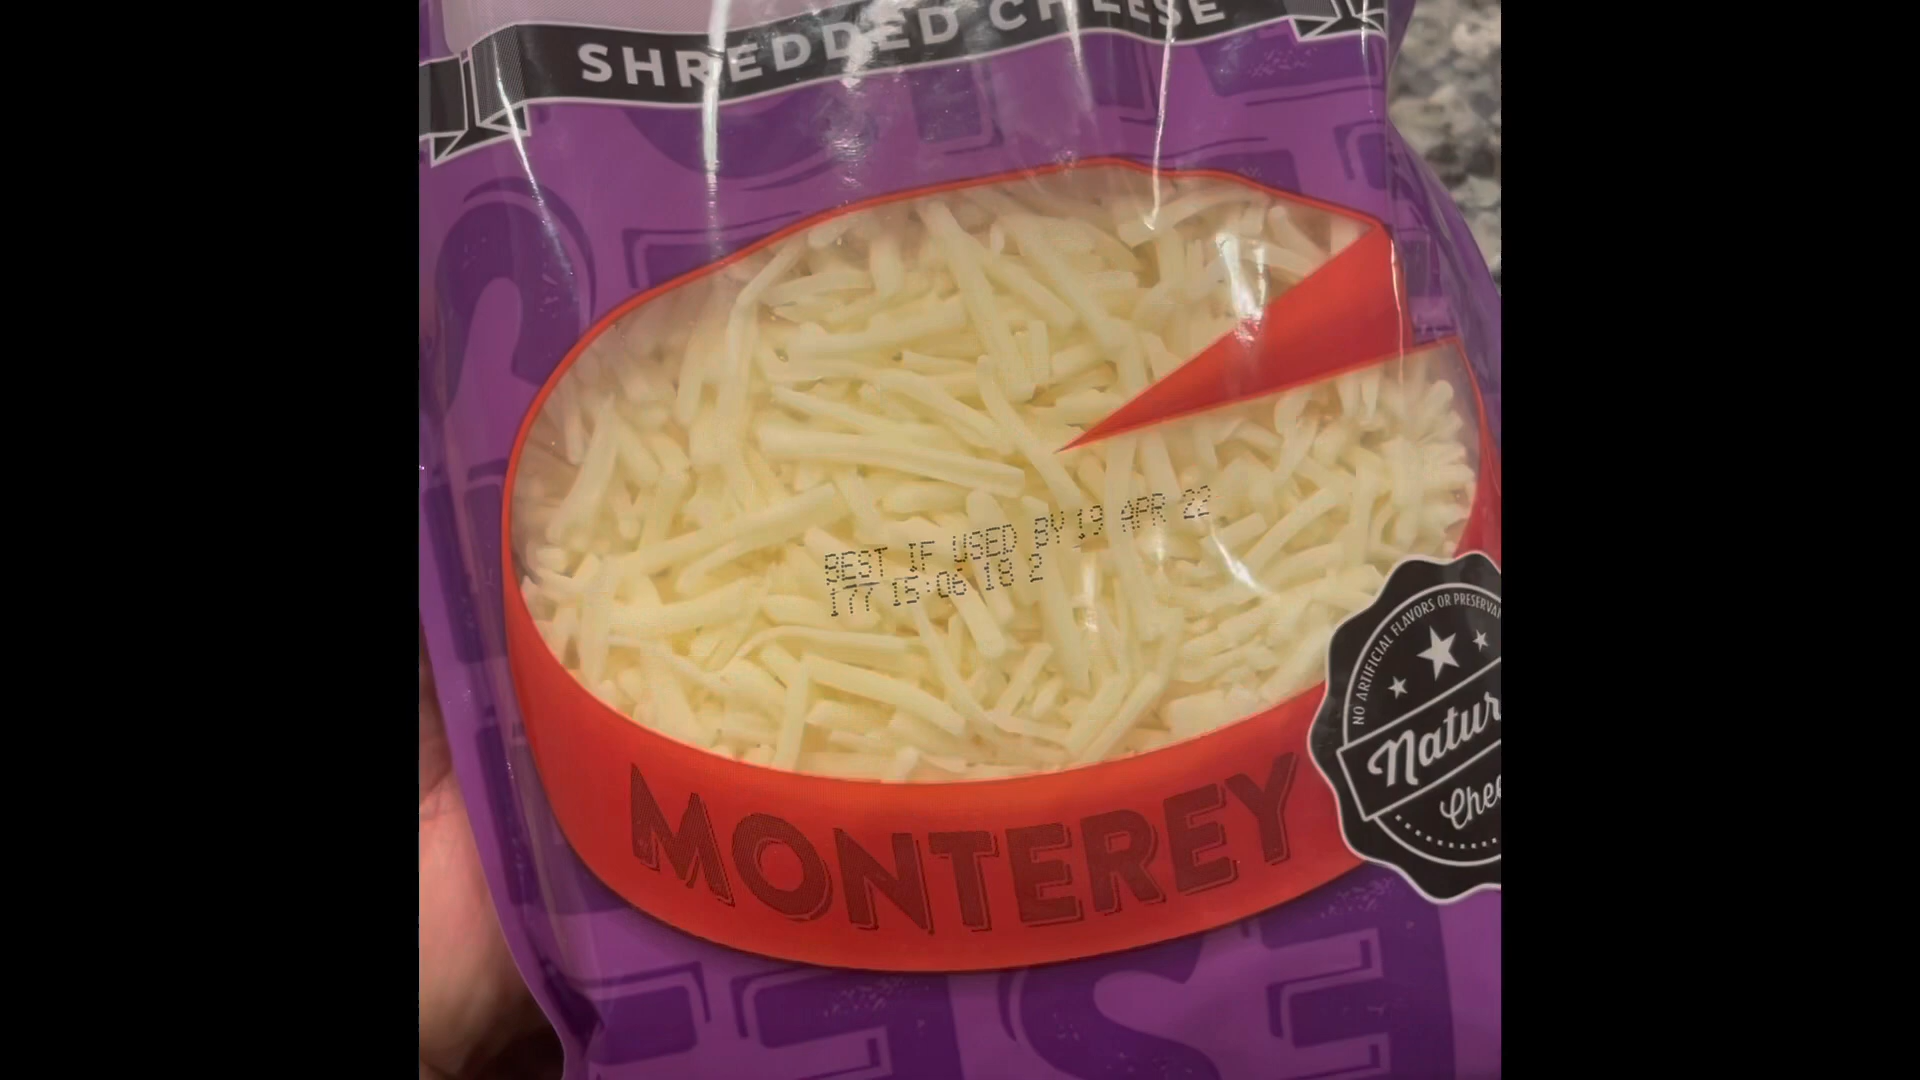 SHREDDED CHEESE
BEST IF USED BY 19 APR 22
177 15:06 18 2
NO ARTIFICIAL FLAVORS OR PRESERVA
Natur
Chee
MONTEREY